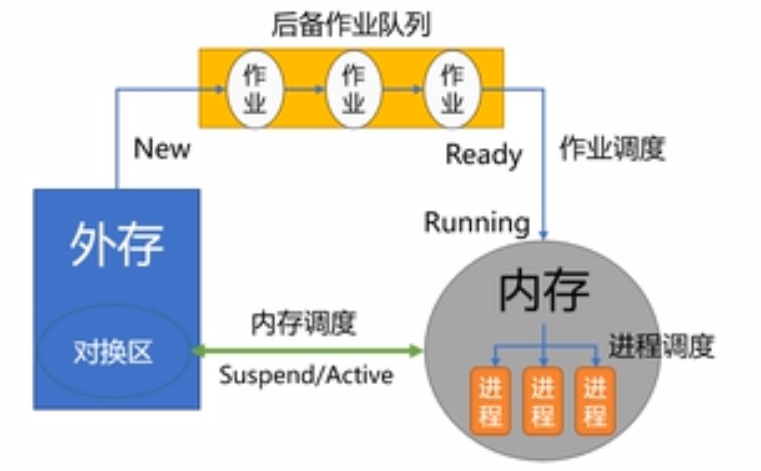 后备作业队列
作业
作业
作业
New
Ready
作业调度
外存
Running
内存
对换区
内存调度
Suspend/Active
进程调度
进程
进程
进程